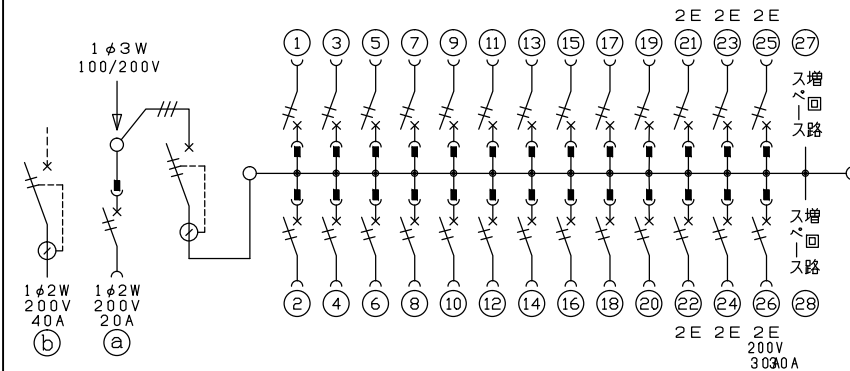 2E 2E 2E
① ③ ⑤ ⑦ ⑨ ⑪ ⑬ ⑮ ⑰ ⑲ ㉑ ㉓ ㉕ ㉗
1φ3W
100/200V
増回路
スペース
増回路
スペース
1φ2W
200V
40A
ⓑ
1φ2W
200V
20A
ⓐ
② ④ ⑥ ⑧ ⑩ ⑫ ⑭ ⑯ ⑱ ⑳ ㉒ ㉔ ㉖ ㉘
2E 2E 2E
200V